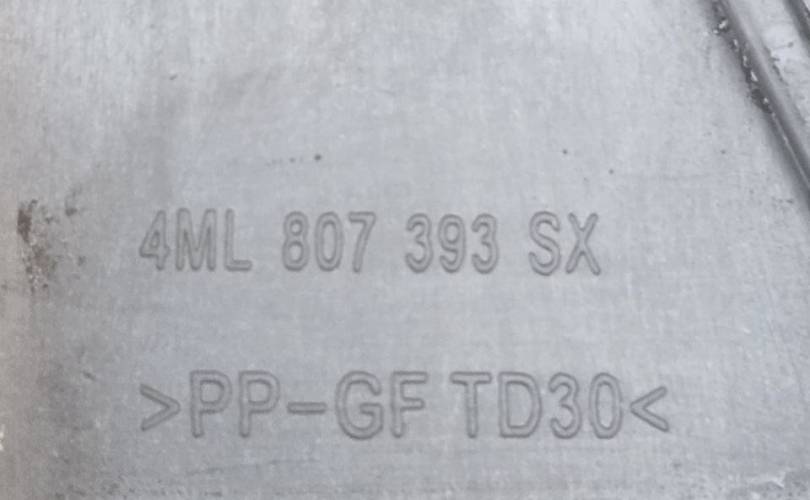 4ML 807 393 SX
>PP-GF TD30<